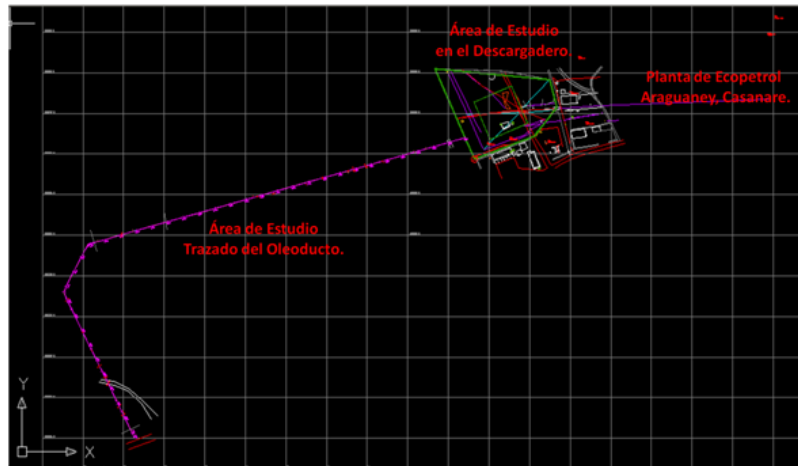 Área de Estudio
en el Descargadero.
Planta de Ecopetrol
Araguaney, Casanare.
Área de Estudio
Trazado del Oleoducto.
Y
X